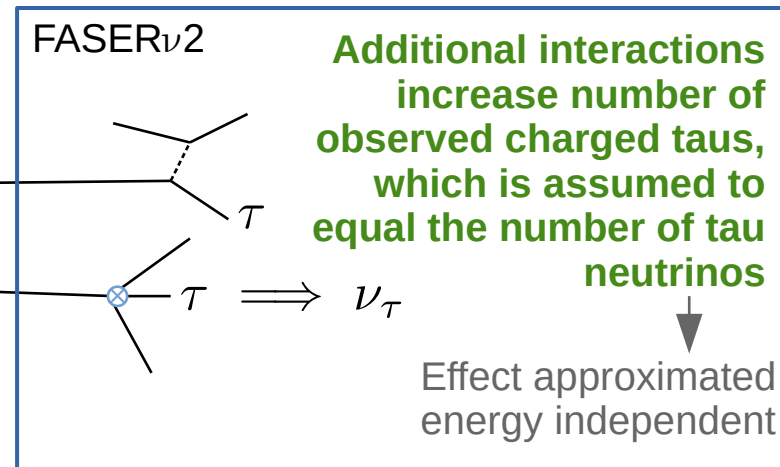 FASERν2
Additional interactions
increase number of
observed charged taus,
which is assumed to
equal the number of tau
neutrinos
τ
τ ⟹ ν_τ
Effect approximated
energy independent